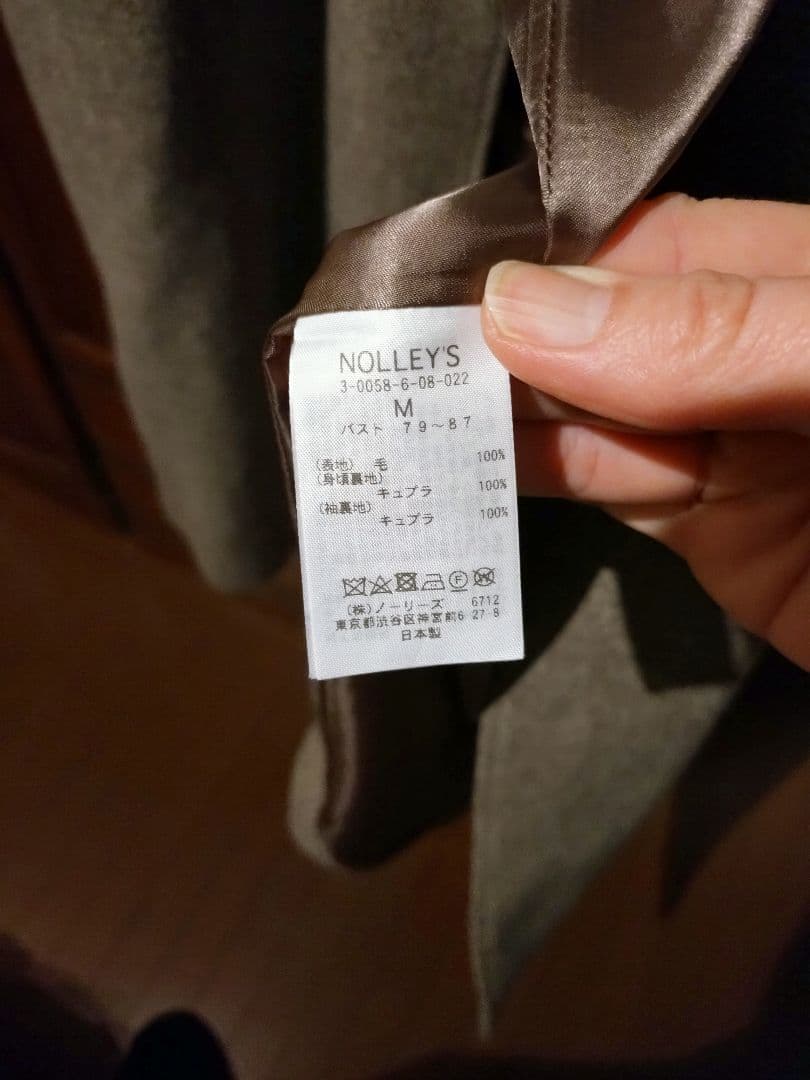 NOLLEY'S
3-0058-6-08-022
M
バスト 79～87
(表地) 毛 100%
(身頃裏地)
キュプラ 100%
(袖裏地)
キュプラ 100%
(株)ノーリーズ 6712
東京都渋谷区神宮前6 27 8
日本製